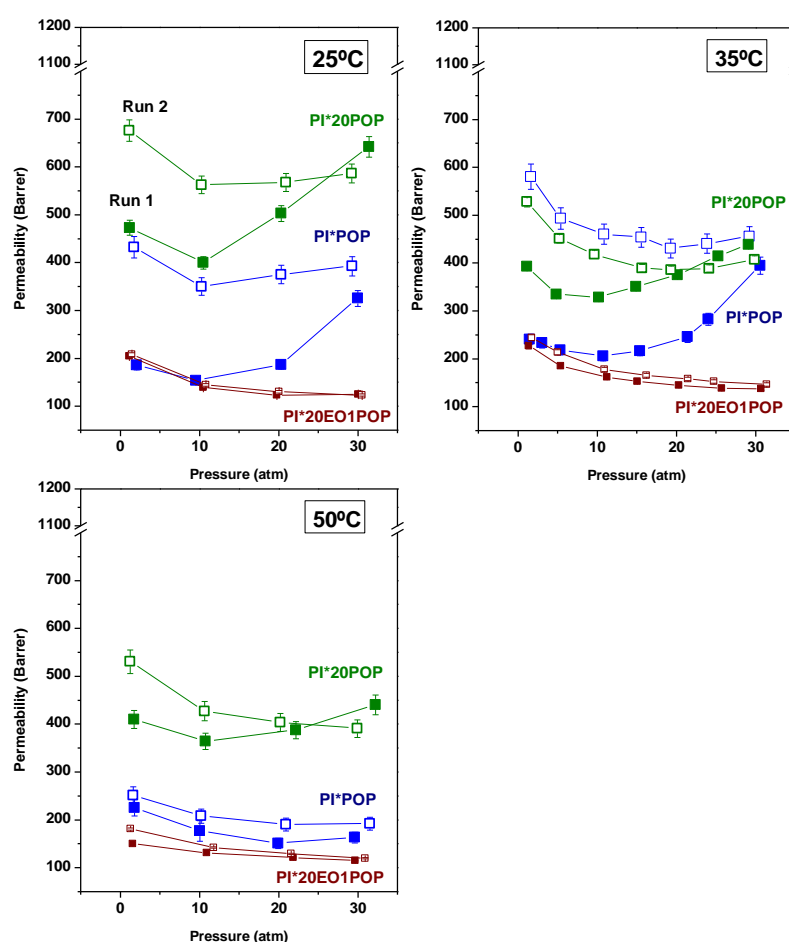 1200
1100
25ºC
700
Run 2
PI*20POP
600
500
Run 1
PI*POP
400
300
200
100
PI*20EO1POP
0 10 20 30
Pressure (atm)
Permeability (Barrer)
1200
1100
35ºC
700
600
500
PI*20POP
400
300
PI*POP
200
100
PI*20EO1POP
0 10 20 30
Pressure (atm)
Permeability (Barrer)
1200
1100
50ºC
700
600
500
PI*20POP
400
300
200
PI*POP
100
PI*20EO1POP
0 10 20 30
Pressure (atm)
Permeability (Barrer)